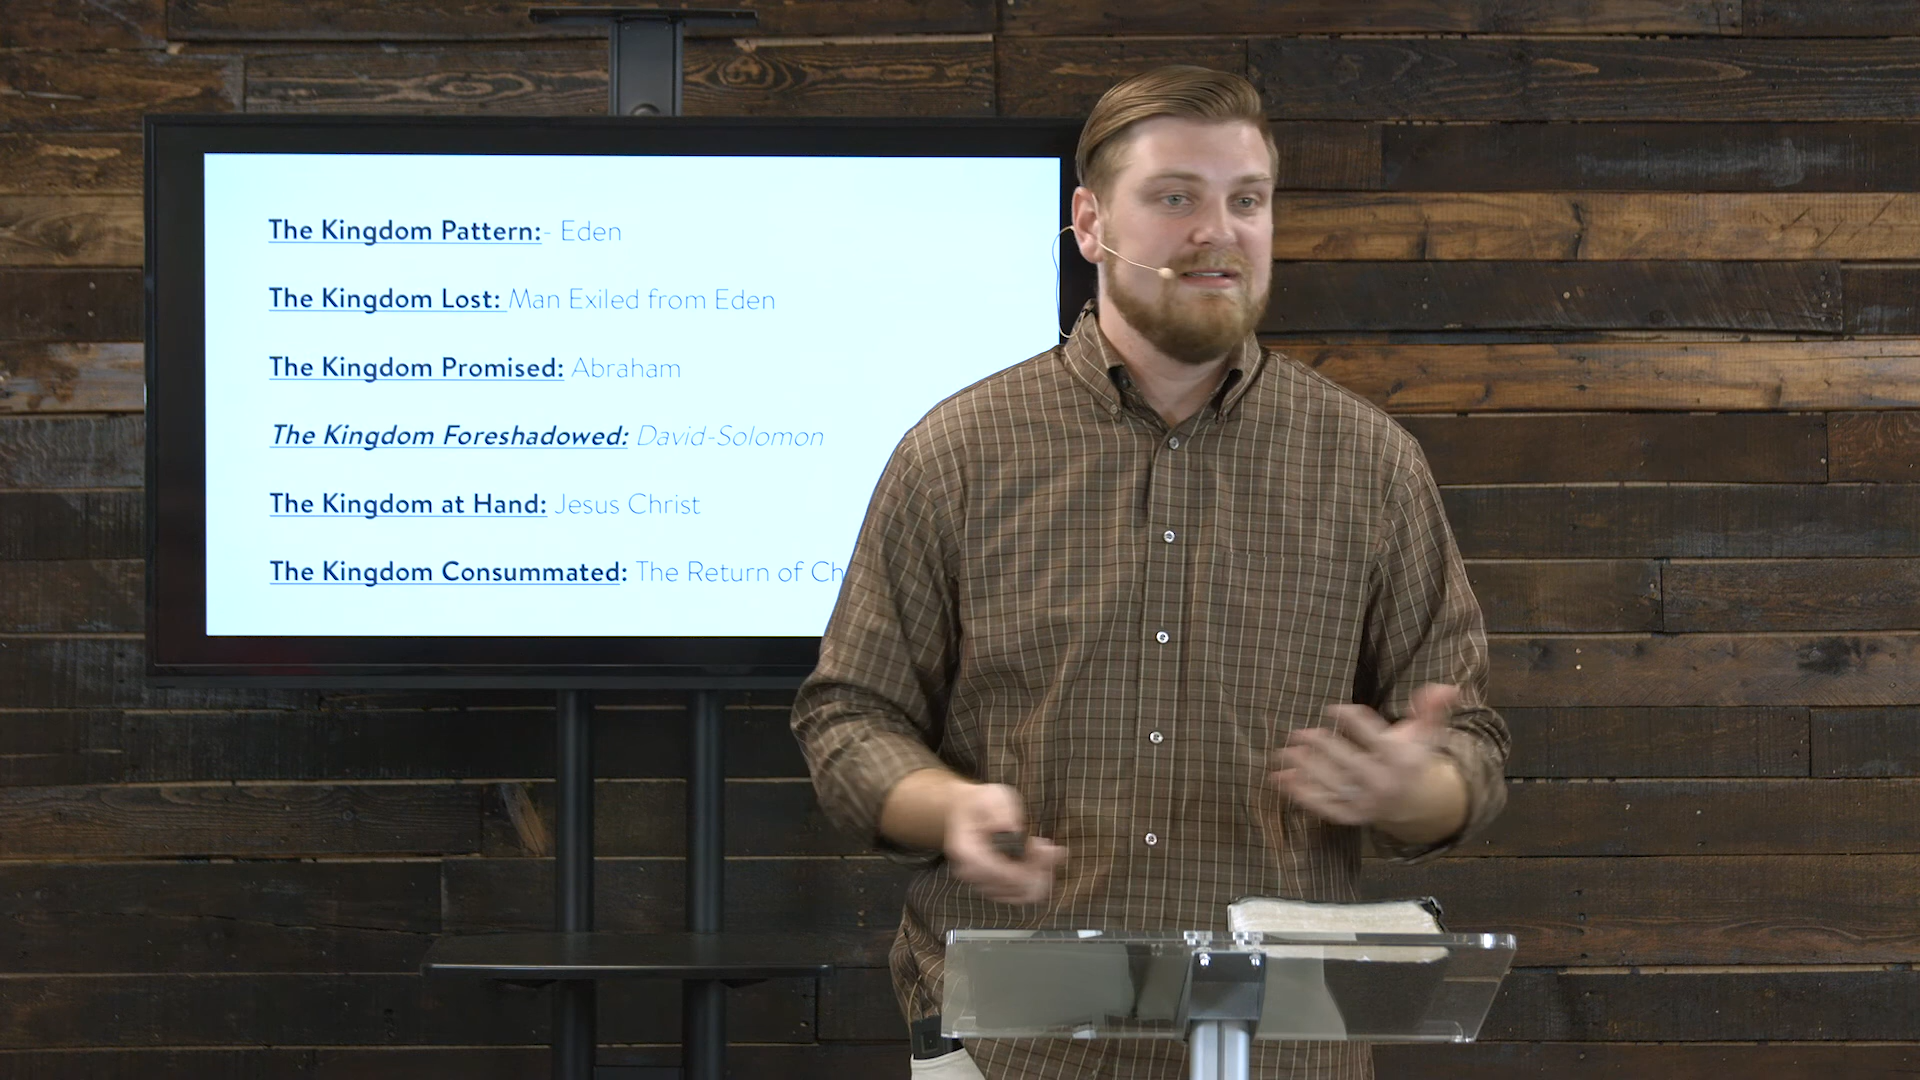 The Kingdom Pattern:- Eden
The Kingdom Lost: Man Exiled from Eden
The Kingdom Promised: Abraham
The Kingdom Foreshadowed: David-Solomon
The Kingdom at Hand: Jesus Christ
The Kingdom Consummated: The Return of